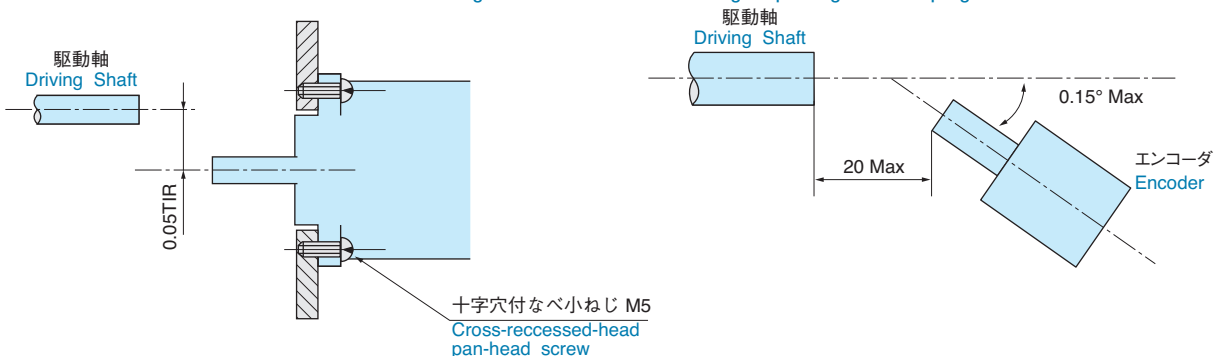 駆動軸
Driving Shaft
0.05TIR
十字穴付なべ小ねじ M5
Cross-reccessed-head
pan-head screw
駆動軸
Driving Shaft
0.15° Max
20 Max
エンコーダ
Encoder